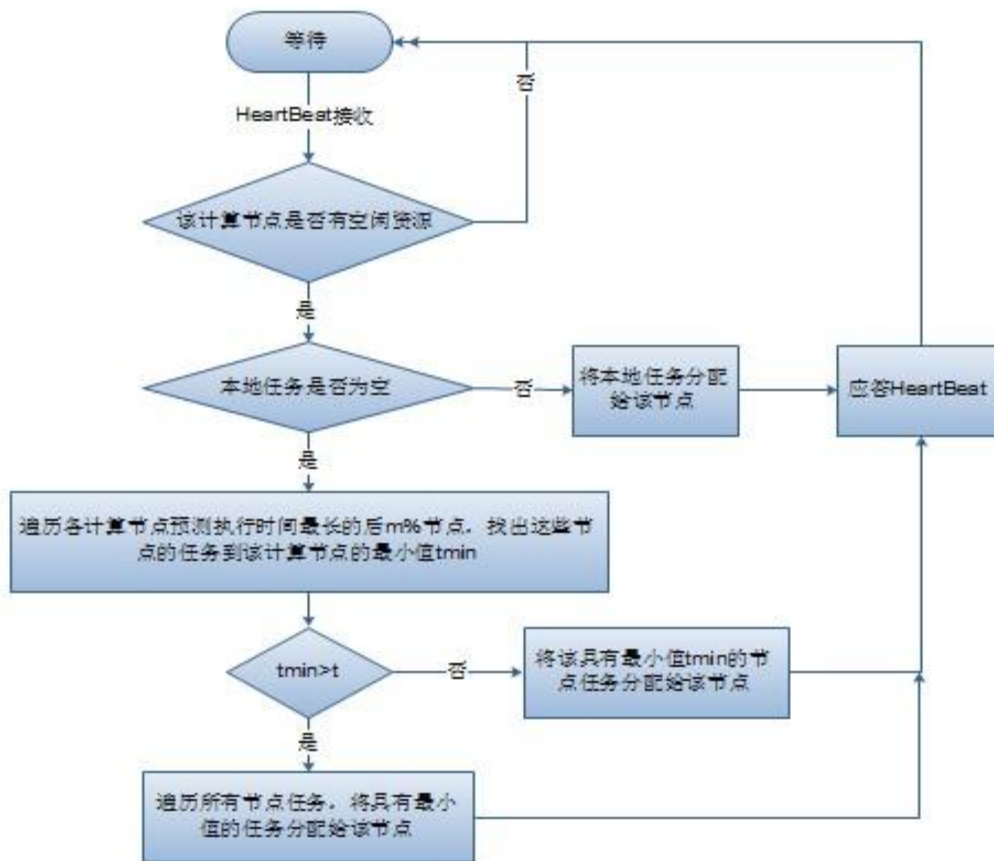 等待
否
HeartBeat接收
该计算节点是否有空闲资源
是
本地任务是否为空
否
将本地任务分配
给该节点
应答HeartBeat
是
遍历各计算节点预测执行时间最长的后m%节点，找出这些节
点的任务到该计算节点的最小值tmin
tmin>t
否
将该具有最小值tmin的节
点任务分配给该节点
是
遍历所有节点任务，将具有最小
值的任务分配给该节点